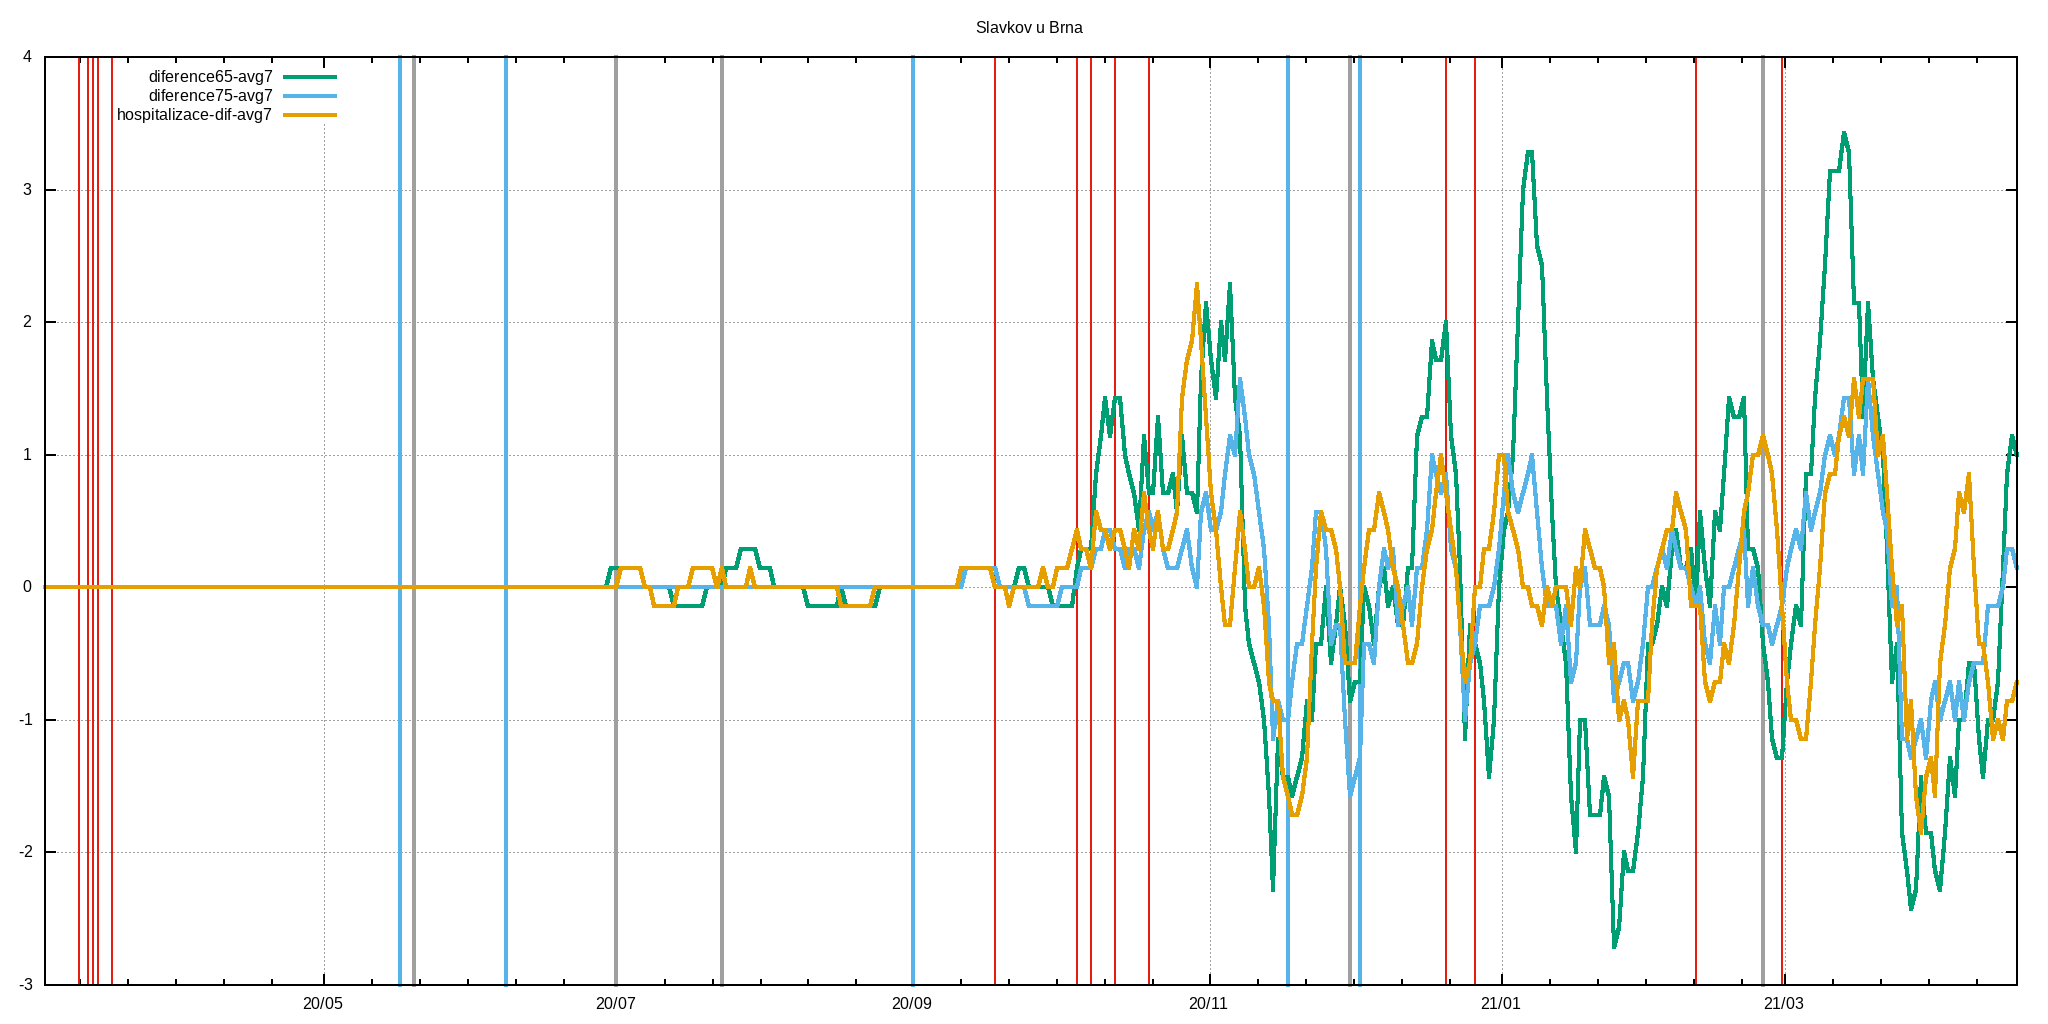 Slavkov u Brna
4
3
2
1
0
-1
-2
-3
diference65-avg7
diference75-avg7
hospitalizace-dif-avg7
20/05 20/07 20/09 20/11 21/01 21/03